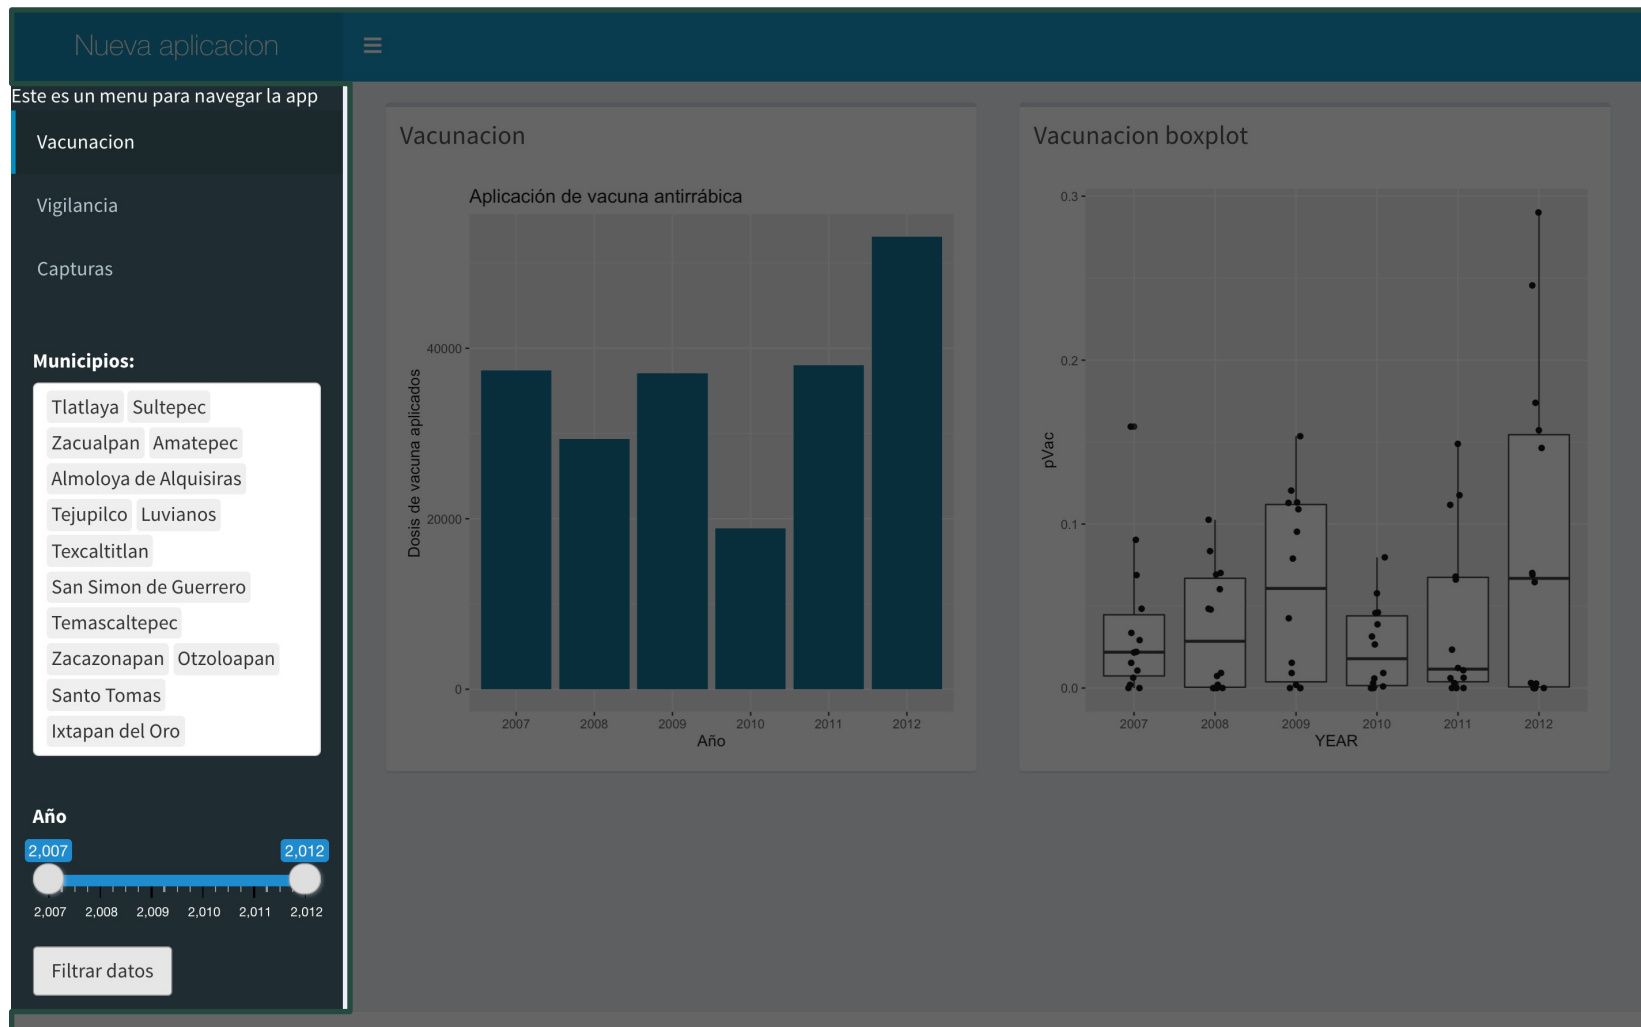 Nueva aplicacion
Este es un menu para navegar la app
Vacunacion
Vigilancia
Capturas
Municipios:
Tlatlaya Sultepec
Zacualpan Amatepec
Almoloya de Alquisiras
Tejupilco Luvianos
Texcaltitlan
San Simon de Guerrero
Temascaltepec
Zacazonapan Otzoloapan
Santo Tomas
Ixtapan del Oro
Año
2,007 2,012
2,007 2,008 2,009 2,010 2,011 2,012
Filtrar datos
Vacunacion
Aplicación de vacuna antirrábica
Dosis de vacuna aplicados
40000
20000
0
2007 2008 2009 2010 2011 2012
Año
Vacunacion boxplot
pVac
0.3
0.2
0.1
0.0
2007 2008 2009 2010 2011 2012
YEAR